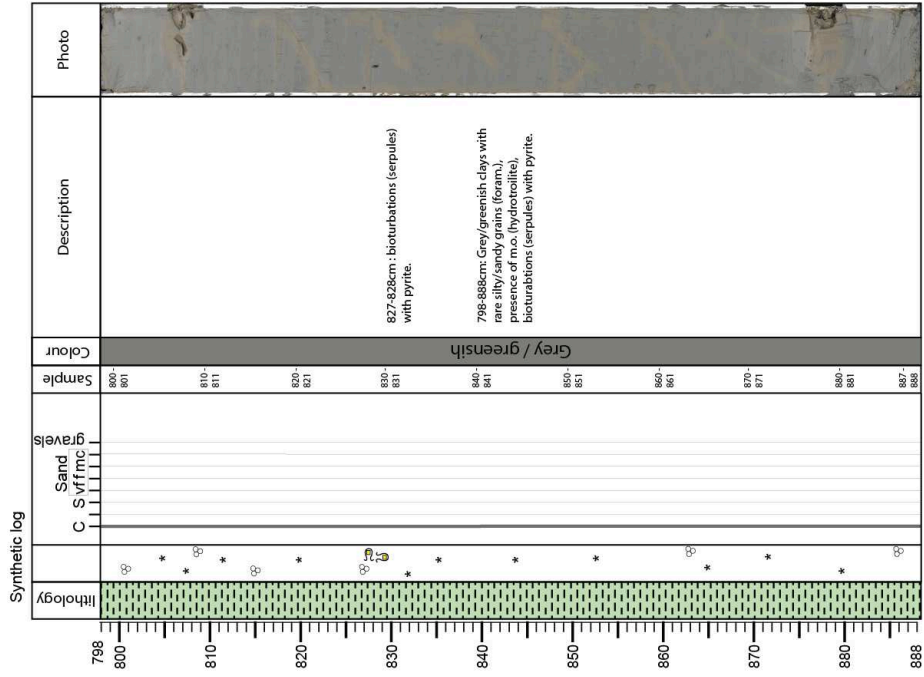 Synthetic log
lithology
C
S
vf f m c
Sand
gravels
Sample
Colour
Description
Photo
798
800
810
820
830
840
850
860
870
880
888
800-
801
810-
811
820-
821
830-
831
840-
841
850-
851
860-
861
870-
871
880-
881
887-
888
Grey / greensih
827-828cm : bioturbations (serpules)
with pyrite.
798-888cm: Grey/greenish clays with
rare silty/sandy grains (foram.),
presence of m.o. (hydrotroilite),
bioturabtions (serpules) with pyrite.